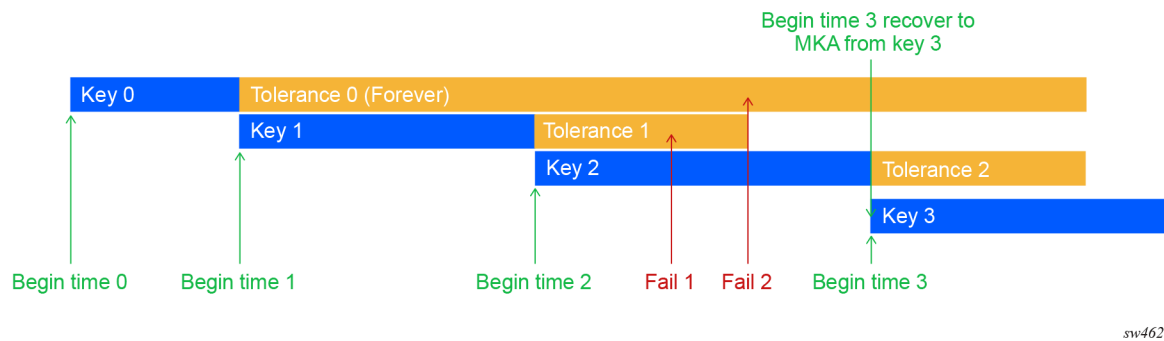 Begin time 3 recover to
MKA from key 3
Key 0
Tolerance 0 (Forever)
Key 1
Tolerance 1
Key 2
Tolerance 2
Key 3
Begin time 0
Begin time 1
Begin time 2
Fail 1
Fail 2
Begin time 3
sw462